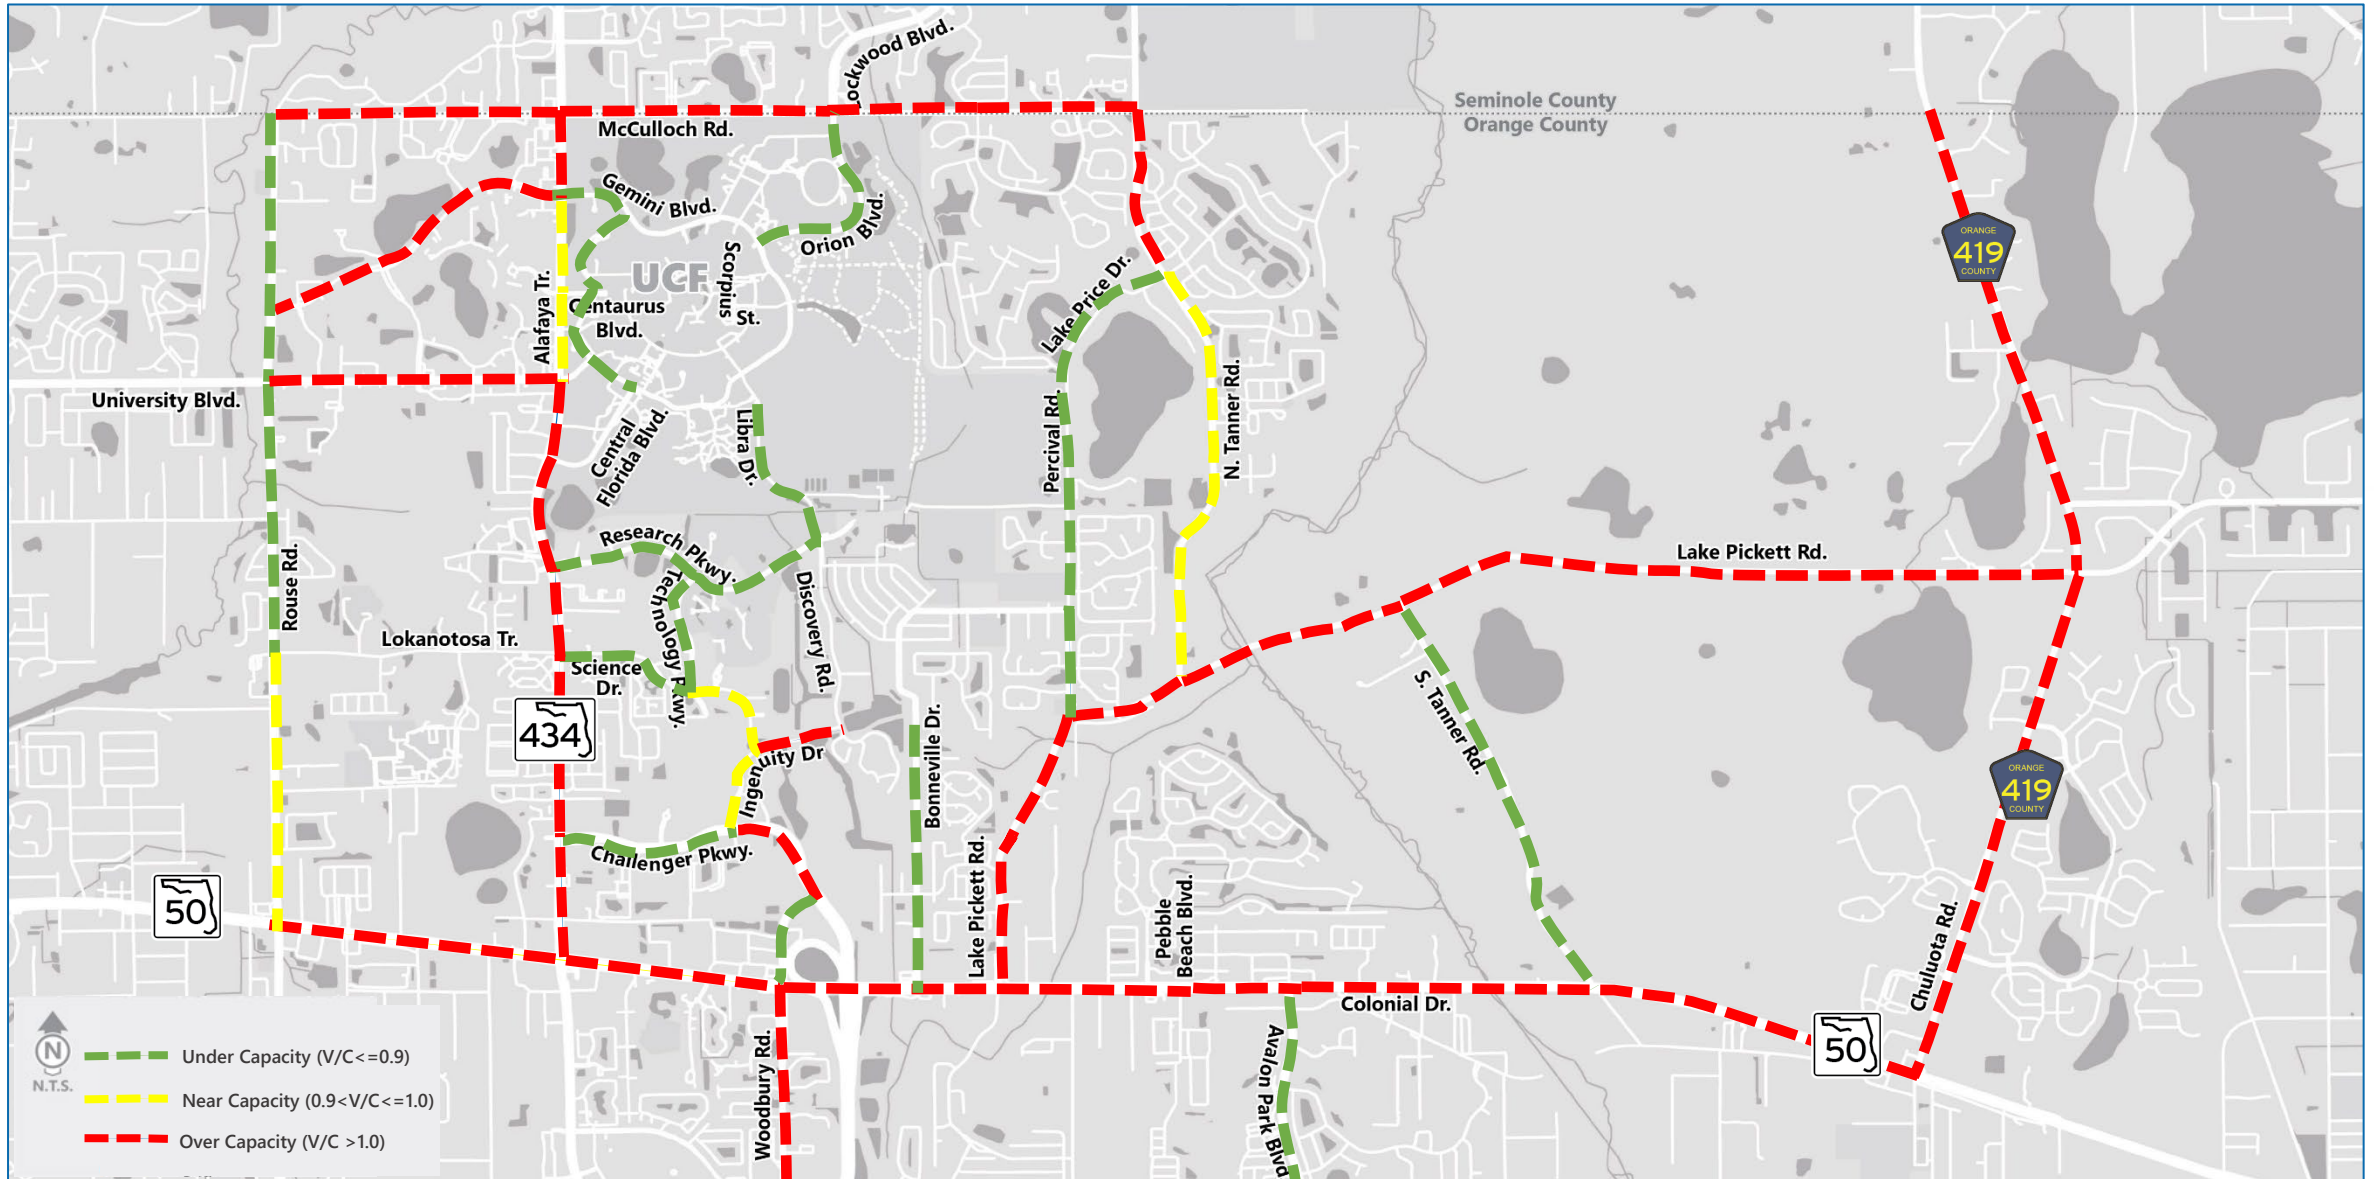 Lockwood Blvd.
Seminole County
Orange County
McCulloch Rd.
Gemini Blvd.
Orion Blvd.
ORANGE
419
COUNTY
UCF
Scorpius
St.
Centaurus
Blvd.
Alafaya Tr.
Lake Price Dr.
University Blvd.
Percival Rd.
N. Tanner Rd.
Central
Florida Blvd.
Libra Dr.
Research Pkwy.
Lake Pickett Rd.
Rouse Rd.
Technology Pkwy.
Discovery Rd.
Lokanotosa Tr.
Science
Dr.
S. Tanner Rd.
434
Bonneville Dr.
Ingenuity Dr
ORANGE
419
COUNTY
Challenger Pkwy.
Lake Pickett Rd.
50
Pebble
Beach Blvd.
Chuluota Rd.
Colonial Dr.
50
Woodbury Rd.
Avalon Park Blvd
N
N.T.S.
Under Capacity (V/C<=0.9)
Near Capacity (0.9<V/C<=1.0)
Over Capacity (V/C >1.0)